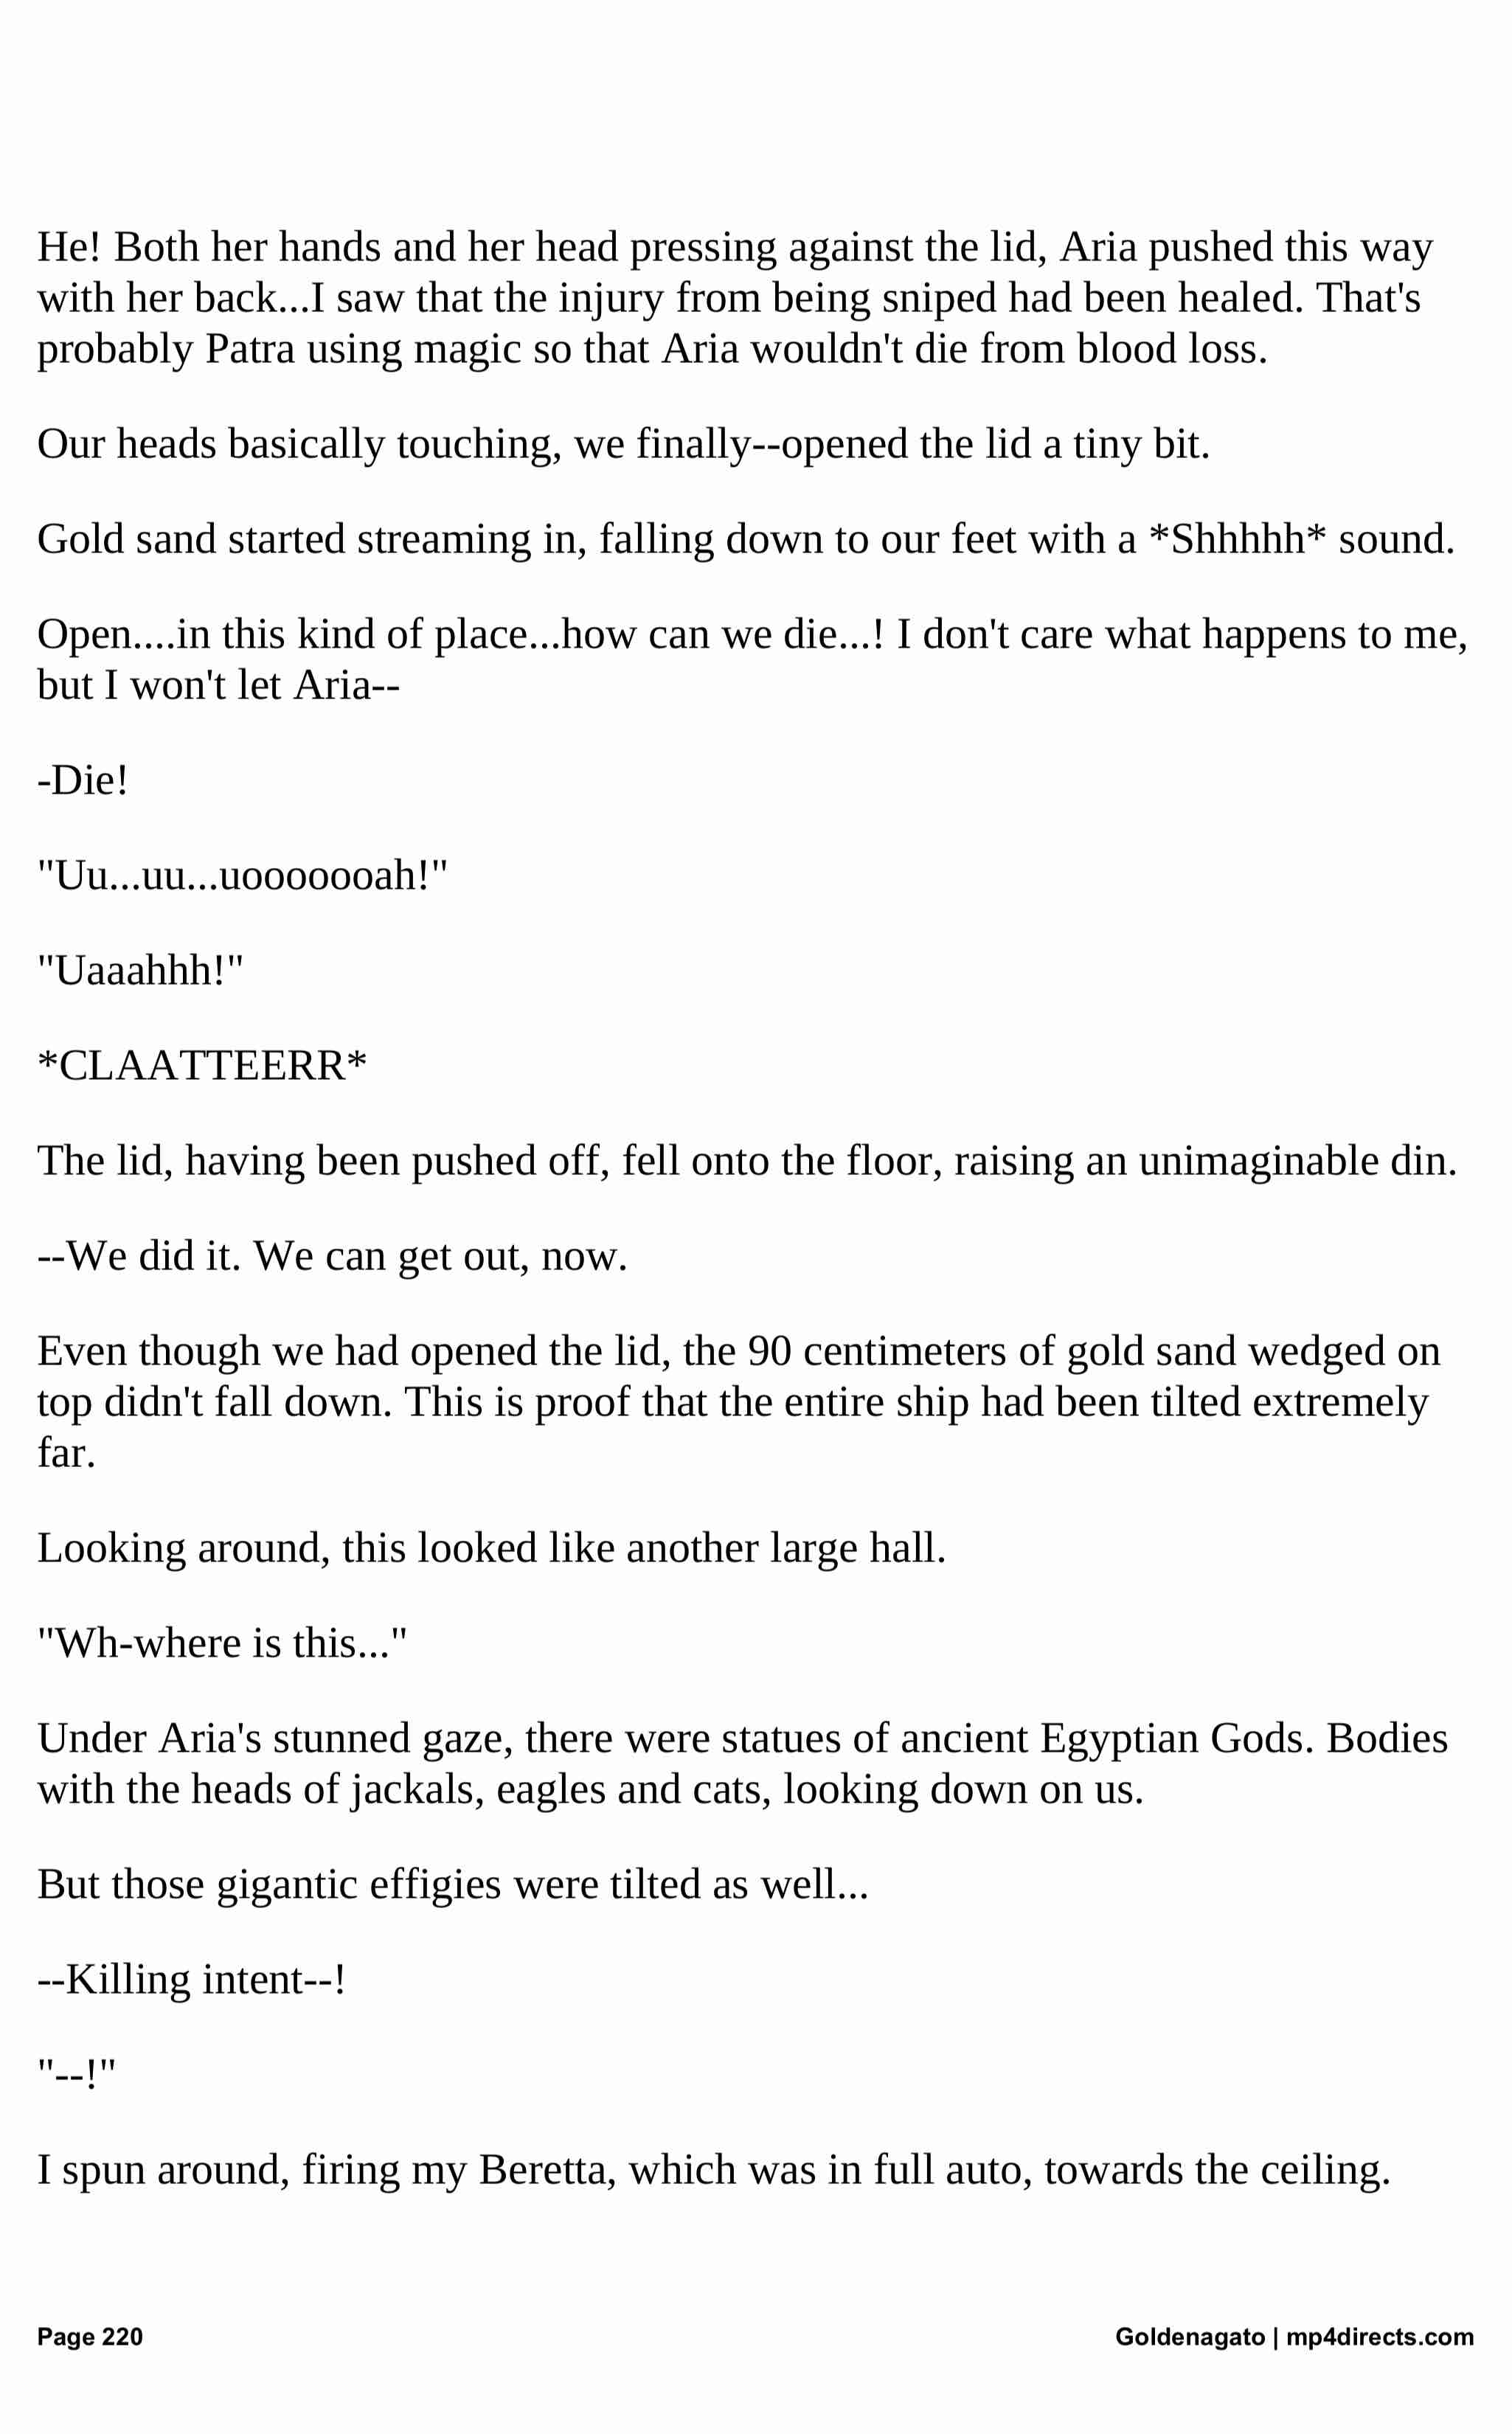 He! Both her hands and her head pressing against the lid, Aria pushed this way
with her back...I saw that the injury from being sniped had been healed. That's
probably Patra using magic so that Aria wouldn't die from blood loss.
Our heads basically touching, we finally--opened the lid a tiny bit.
Gold sand started streaming in, falling down to our feet with a *Shhhhh* sound.
Open....in this kind of place...how can we die...! I don't care what happens to me,
but I won't let Aria--
-Die!
"Uu...uu...uooooooah!"
"Uaaahhh!"
*CLAATTEERR*
The lid, having been pushed off, fell onto the floor, raising an unimaginable din.
--We did it. We can get out, now.
Even though we had opened the lid, the 90 centimeters of gold sand wedged on
top didn't fall down. This is proof that the entire ship had been tilted extremely
far.
Looking around, this looked like another large hall.
"Wh-where is this..."
Under Aria's stunned gaze, there were statues of ancient Egyptian Gods. Bodies
with the heads of jackals, eagles and cats, looking down on us.
But those gigantic effigies were tilted as well...
--Killing intent--!
"--!"
I spun around, firing my Beretta, which was in full auto, towards the ceiling.
Page 220
Goldenagato | mp4directs.com